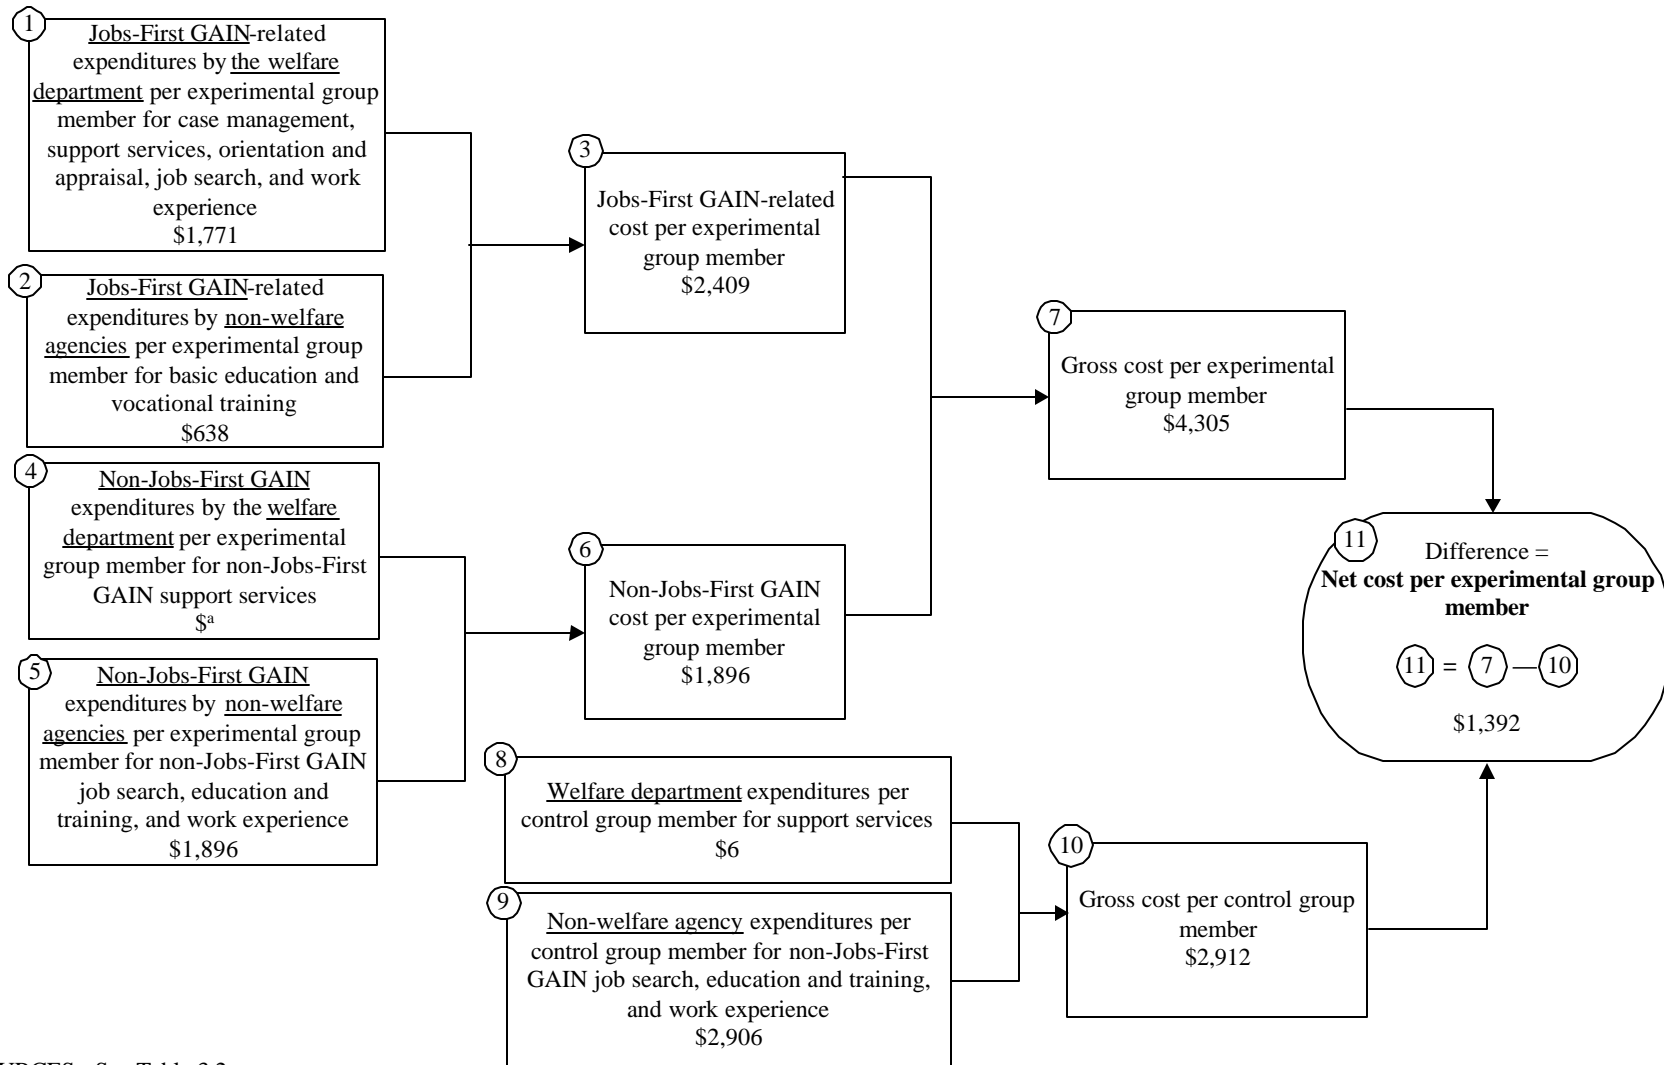 1
Jobs-First GAIN-related
expenditures by the welfare
department per experimental group
member for case management,
support services, orientation and
appraisal, job search, and work
experience
$1,771
2
Jobs-First GAIN-related
expenditures by non-welfare
agencies per experimental group
member for basic education and
vocational training
$638
3
Jobs-First GAIN-related
cost per experimental
group member
$2,409
4
Non-Jobs-First GAIN
expenditures by the welfare
department per experimental
group member for non-Jobs-First
GAIN support services
$a
5
Non-Jobs-First GAIN
expenditures by non-welfare
agencies per experimental group
member for non-Jobs-First GAIN
job search, education and
training, and work experience
$1,896
6
Non-Jobs-First GAIN
cost per experimental
group member
$1,896
7
Gross cost per experimental
group member
$4,305
8
Welfare department expenditures per
control group member for support services
$6
9
Non-welfare agency expenditures per
control group member for non-Jobs-First
GAIN job search, education and training,
and work experience
$2,906
10
Gross cost per control group
member
$2,912
11
Difference =
Net cost per experimental group
member
11 = 7 — 10
$1,392